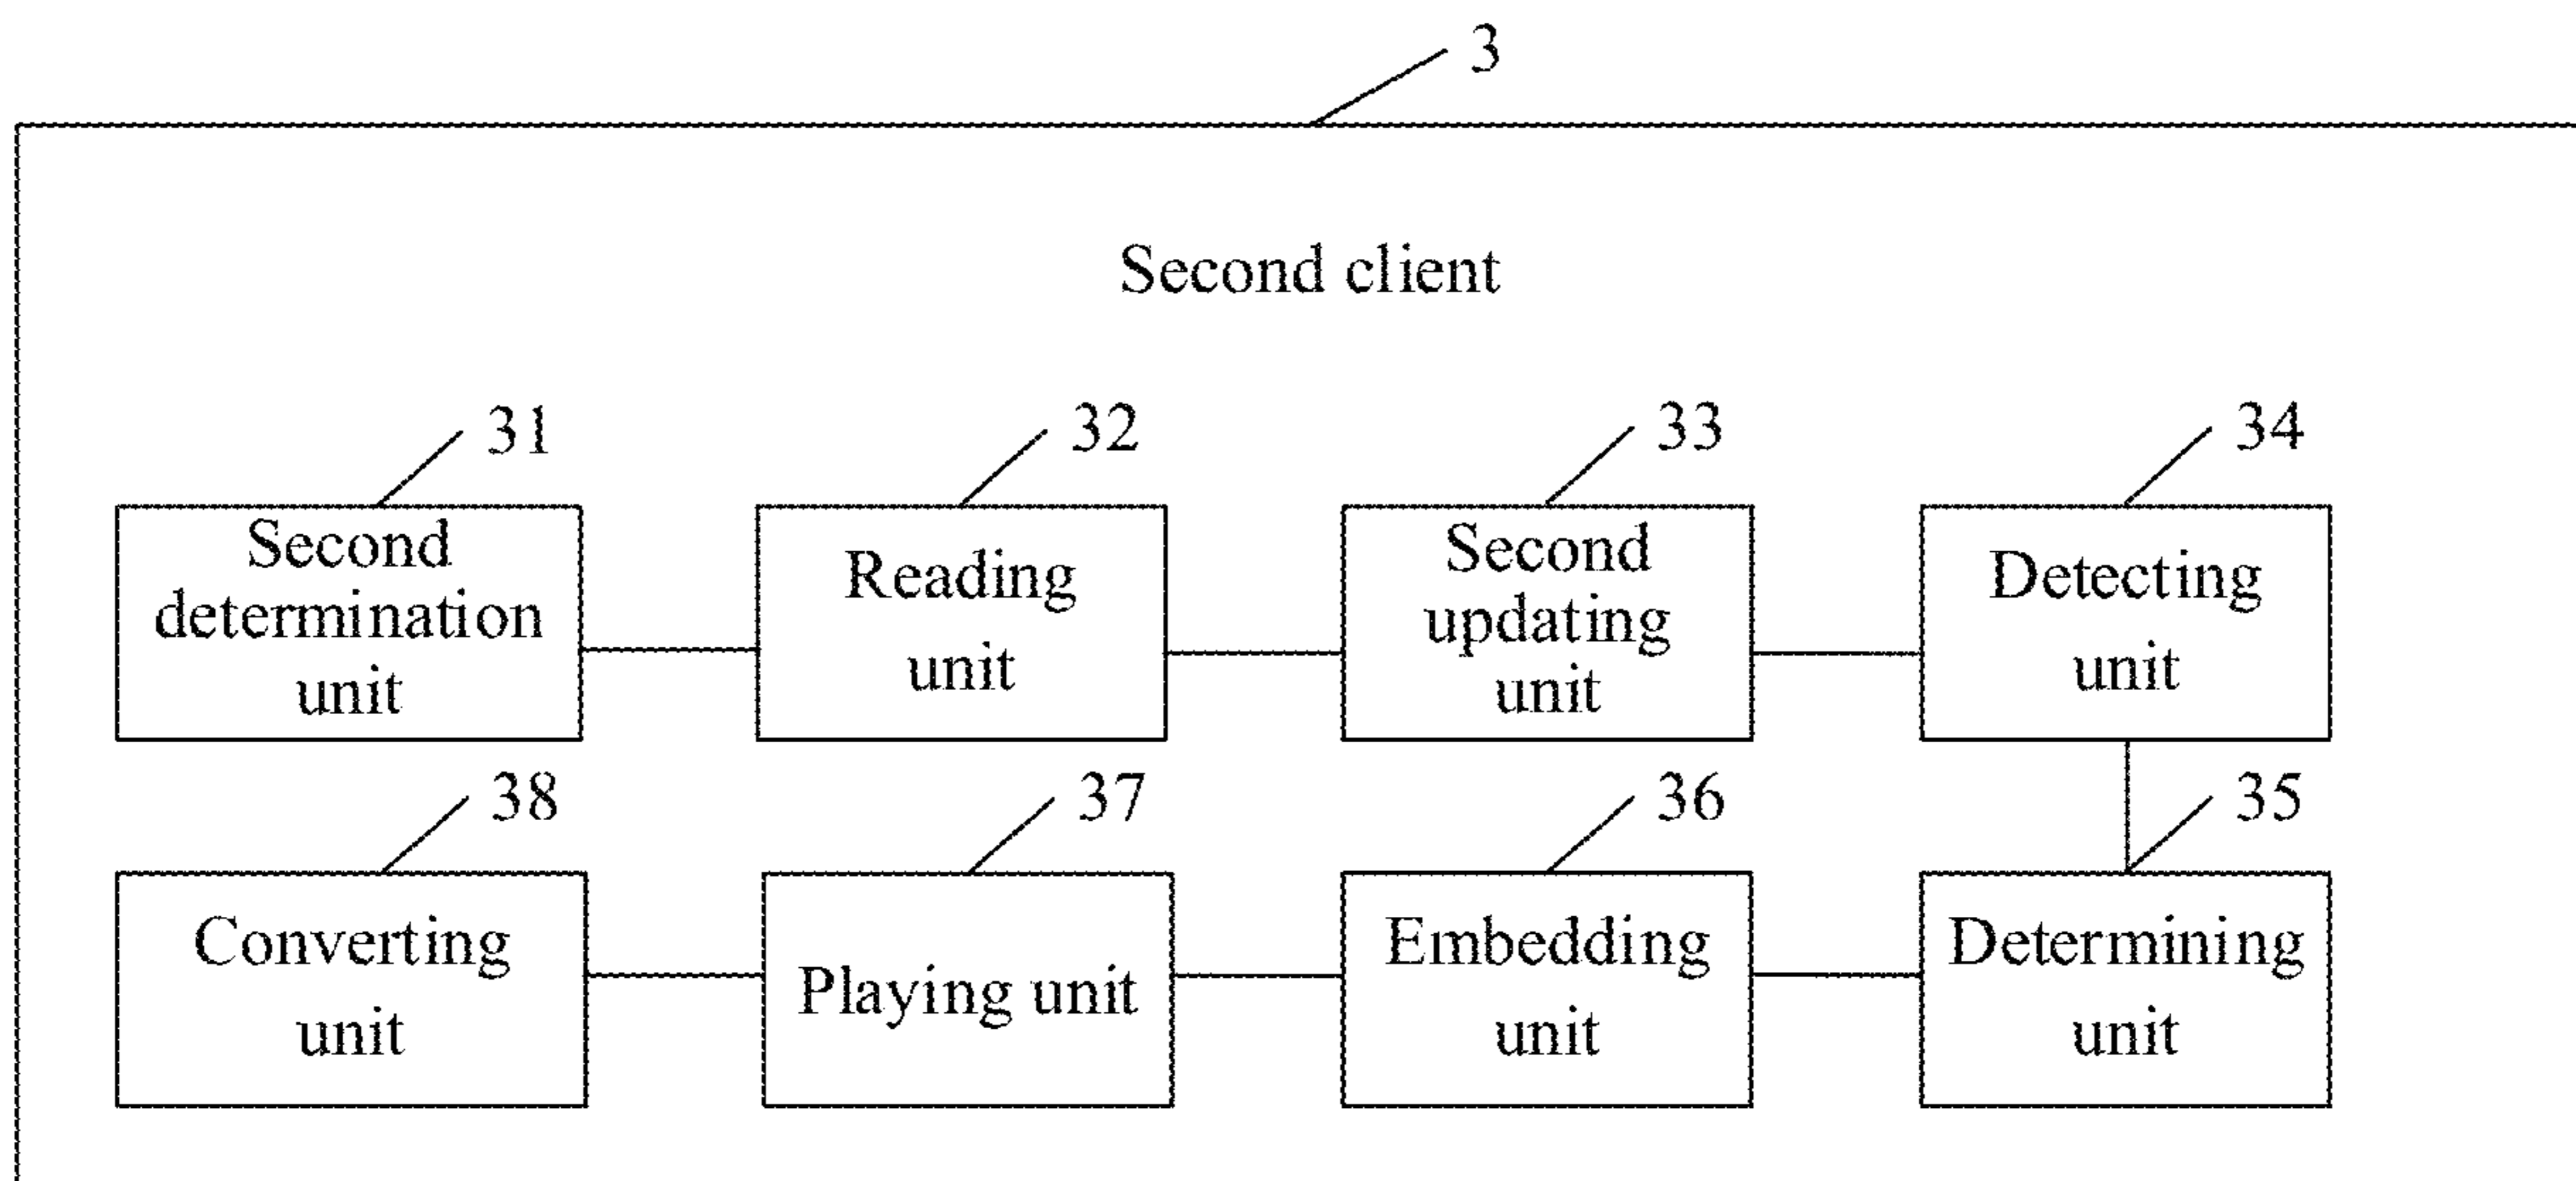 3
Second client
31
32
33
34
Second
determination
unit
Reading
unit
Second
updating
unit
Detecting
unit
38
37
36
35
Converting
unit
Playing unit
Embedding
unit
Determining
unit